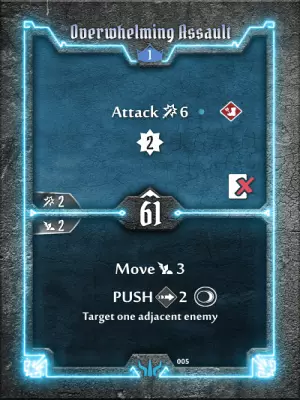 Overwhelming Assault
1
Attack 6
2
2
61
2
Move 3
PUSH 2
Target one adjacent enemy
005